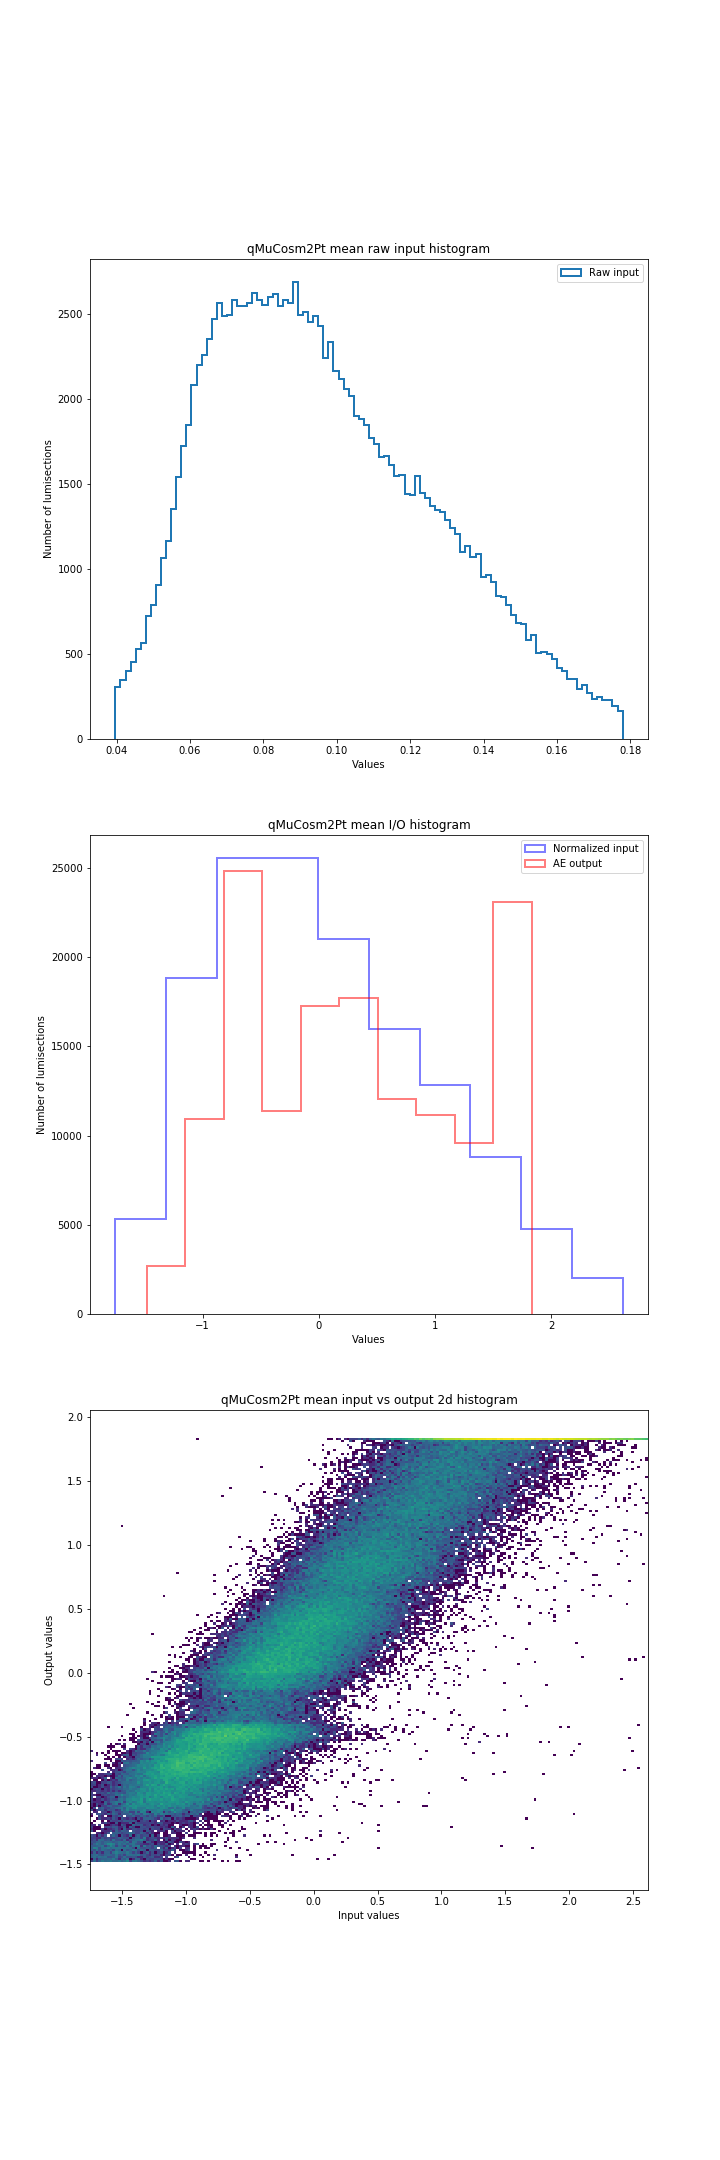 qMuCosm2Pt mean raw input histogram
Raw input
2500
2000
1500
1000
500
0
Number of lumisections
0.04 0.06 0.08 0.10 0.12 0.14 0.16 0.18
Values
qMuCosm2Pt mean I/O histogram
Normalized input
AE output
25000
20000
15000
10000
5000
0
Number of lumisections
−1 0 1 2
Values
qMuCosm2Pt mean input vs output 2d histogram
2.0
1.5
1.0
0.5
0.0
−0.5
−1.0
−1.5
Output values
−1.5 −1.0 −0.5 0.0 0.5 1.0 1.5 2.0 2.5
Input values